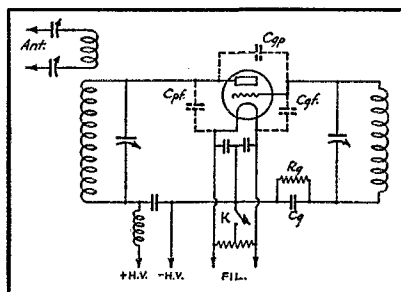 Ant.
Cgp
Cpf.
Cgf.
Rg
Cg
K
+H.V. -H.V. FIL.